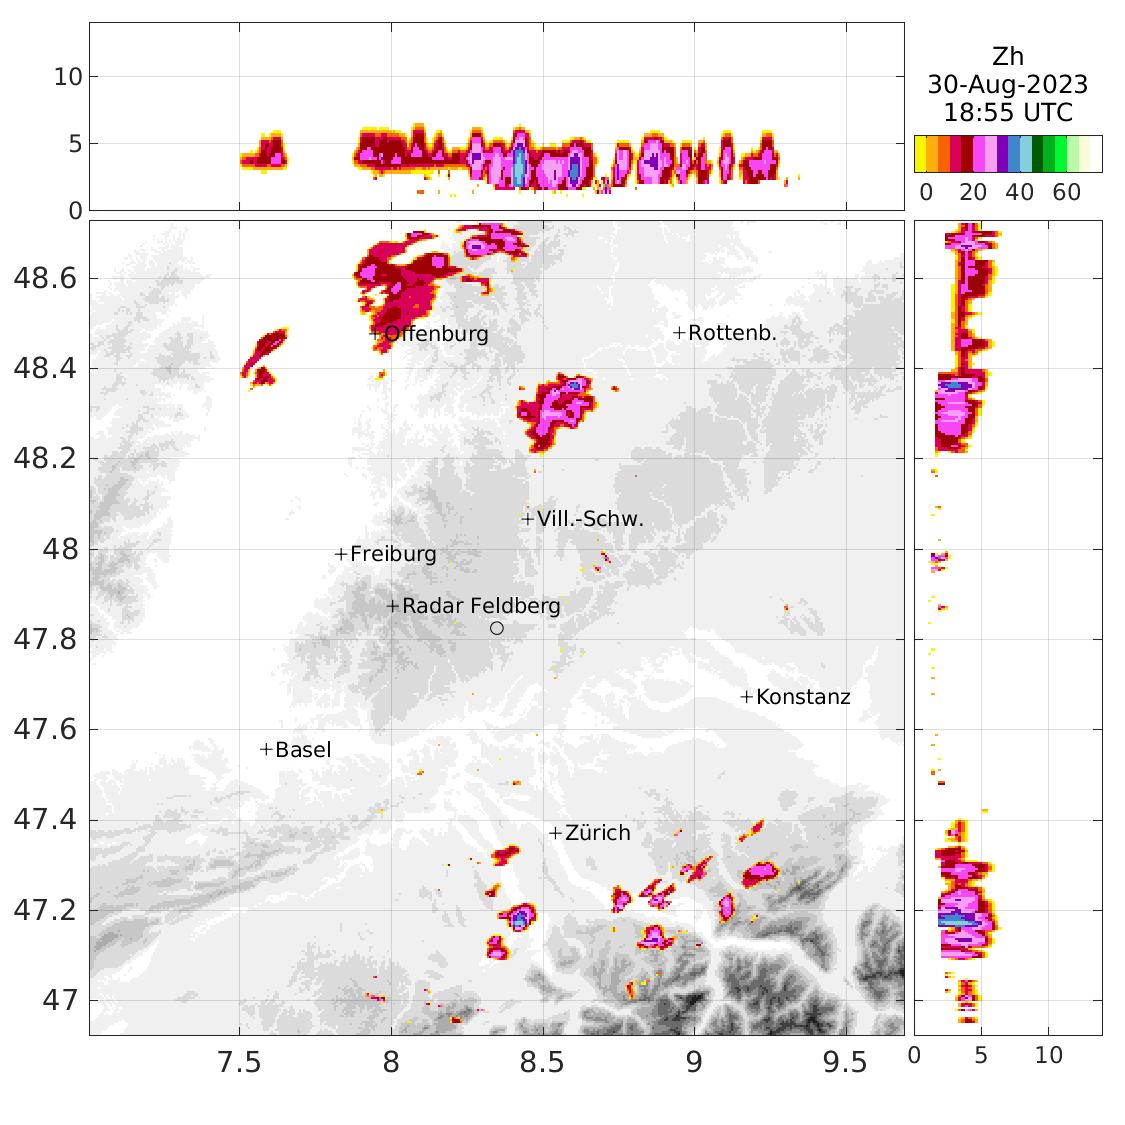 Zh
30-Aug-2023
18:55 UTC
0 20 40 60
10
5
0
48.6
48.4
48.2
48
47.8
47.6
47.4
47.2
47
Offenburg
Rottenb.
Vill.-Schw.
Freiburg
Radar Feldberg
Konstanz
Basel
Zürich
7.5 8 8.5 9 9.5
0 5 10